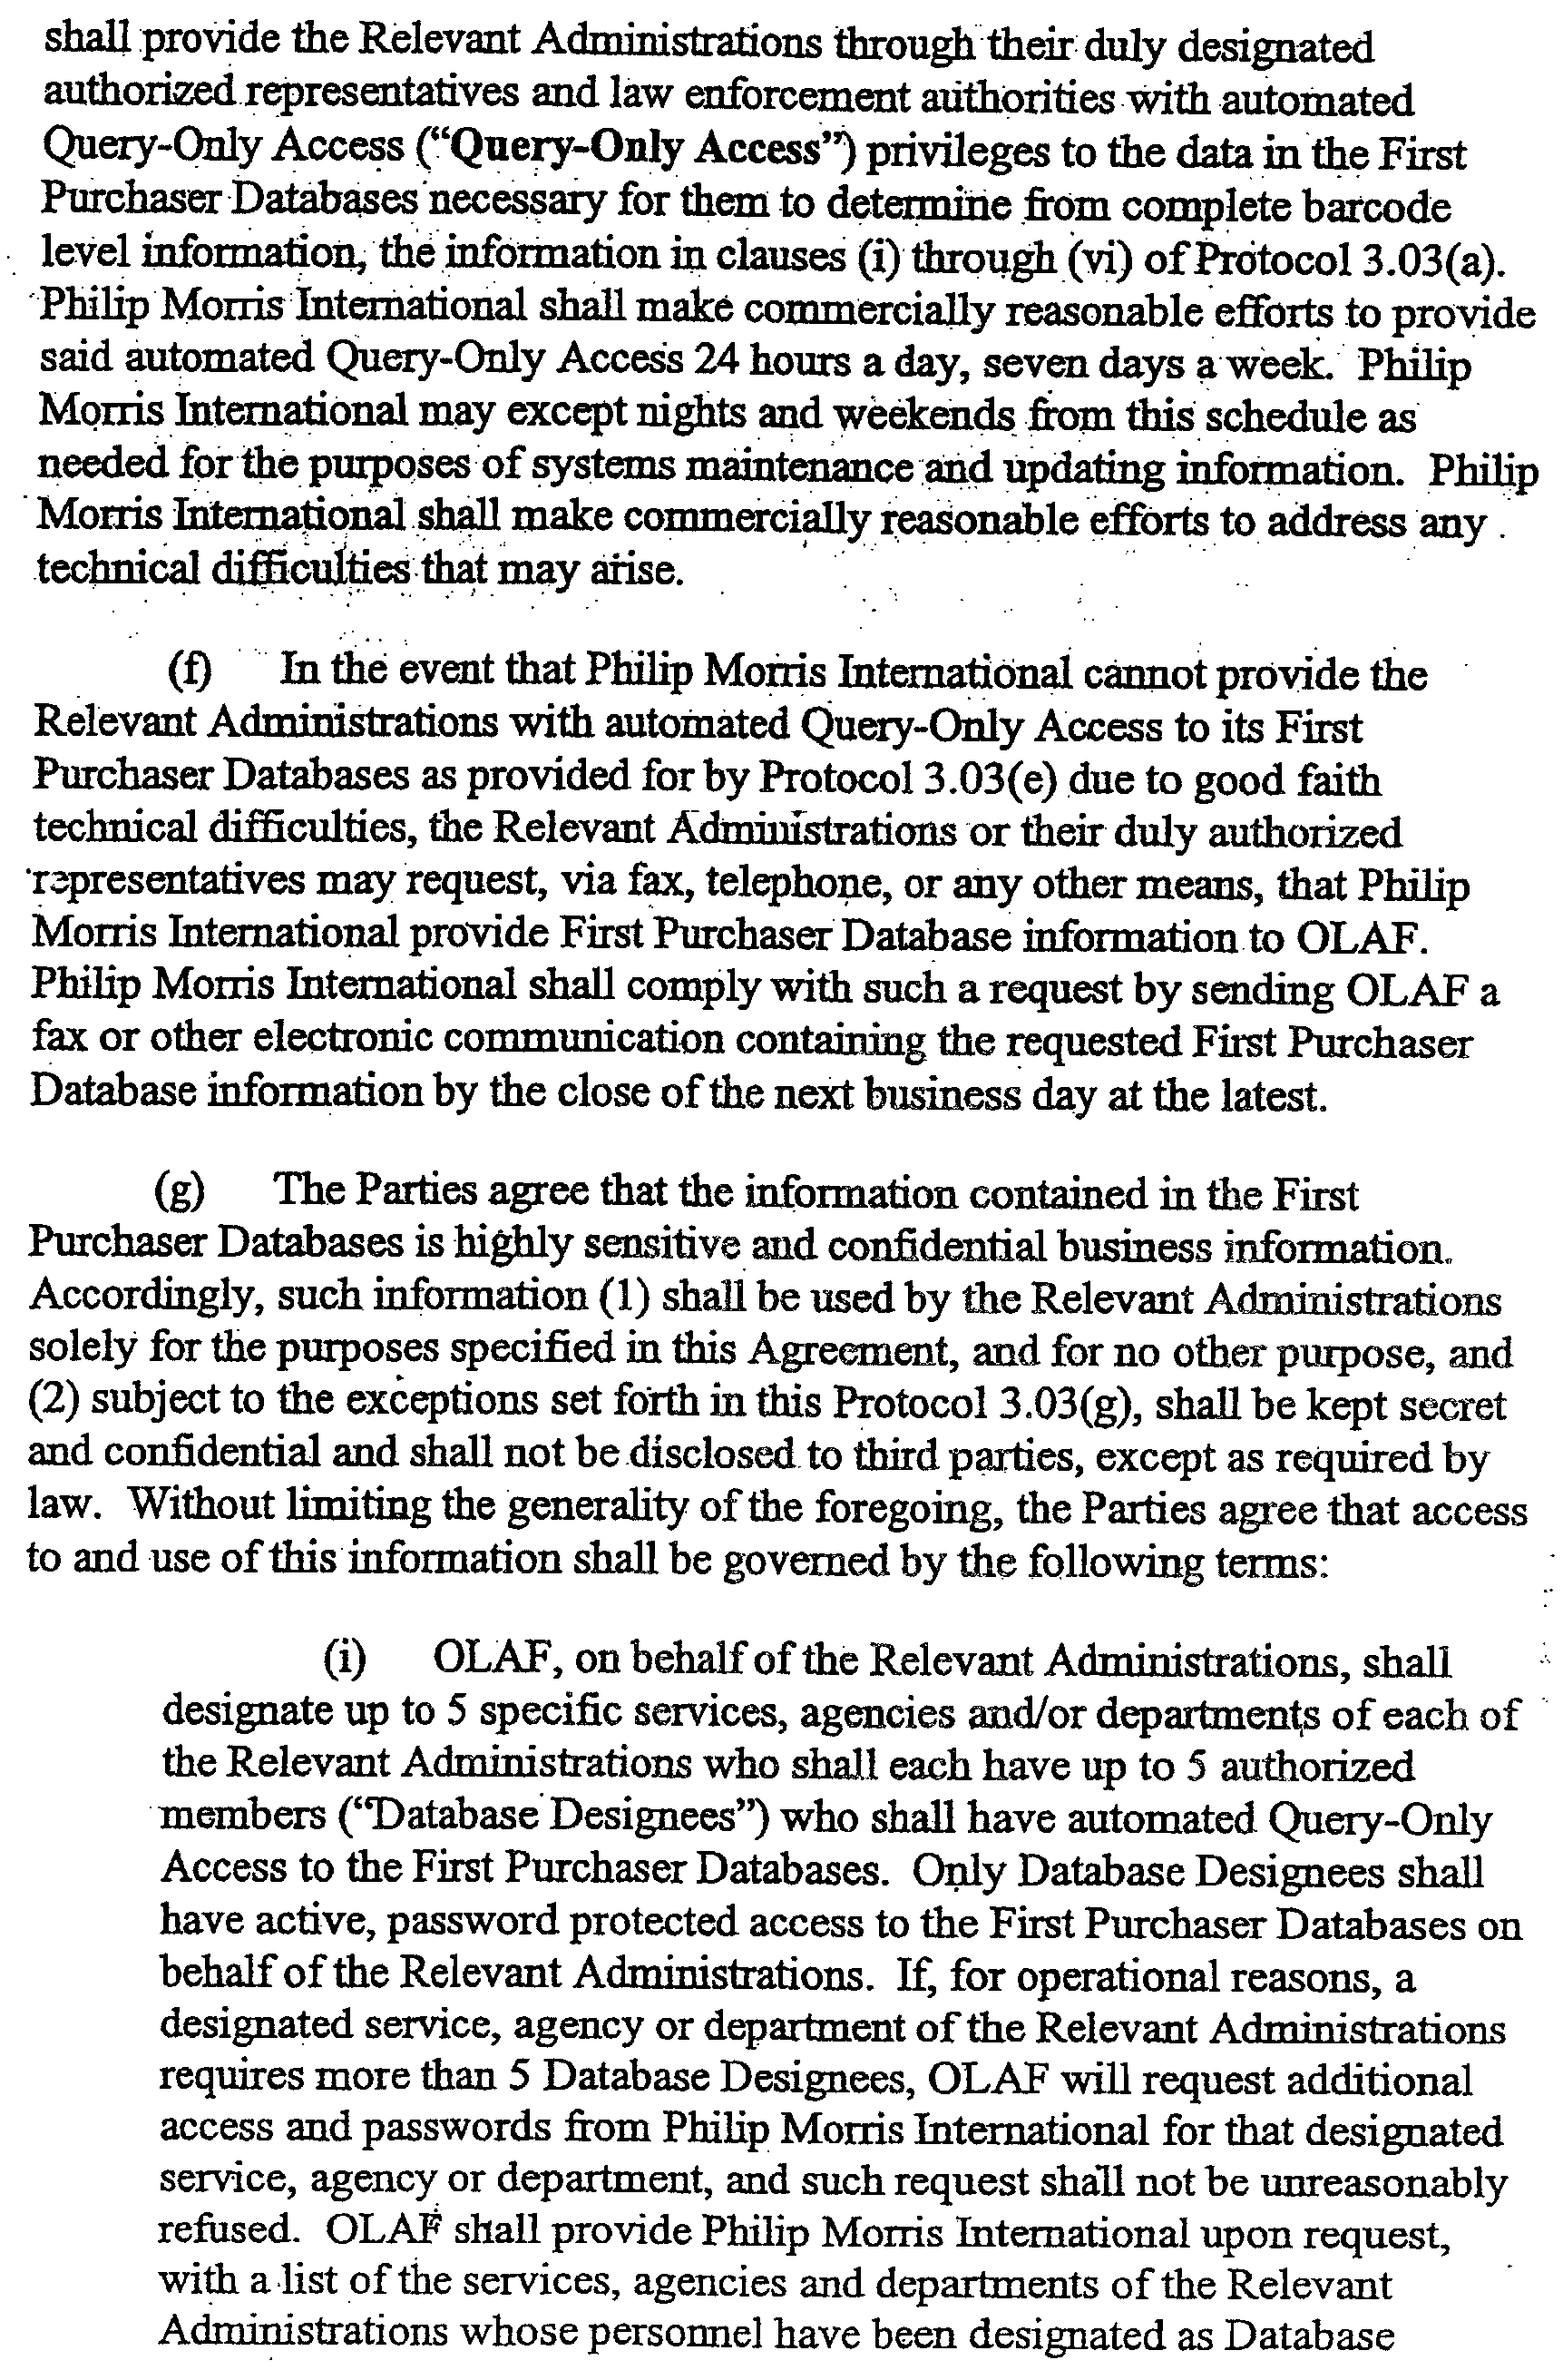 shall provide the Relevant Administrations through their duly designated
authorized representatives and law enforcement authorities with automated
Query-Only Access ("Query-Only Access") privileges to the data in the First
Purchaser Databases necessary for them to determine from complete barcode
level information, the information in clauses (i) through (vi) of Protocol 3.03(a).
Philip Morris International shall make commercially reasonable efforts to provide
said automated Query-Only Access 24 hours a day, seven days a week. Philip
Morris International may except nights and weekends from this schedule as
needed for the purposes of systems maintenance and updating information. Philip
Morris International shall make commercially reasonable efforts to address any
technical difficulties that may arise.
(f) In the event that Philip Morris International cannot provide the
Relevant Administrations with automated Query-Only Access to its First
Purchaser Databases as provided for by Protocol 3.03(e) due to good faith
technical difficulties, the Relevant Administrations or their duly authorized
representatives may request, via fax, telephone, or any other means, that Philip
Morris International provide First Purchaser Database information to OLAF.
Philip Morris International shall comply with such a request by sending OLAF a
fax or other electronic communication containing the requested First Purchaser
Database information by the close of the next business day at the latest.
(g) The Parties agree that the information contained in the First
Purchaser Databases is highly sensitive and confidential business information.
Accordingly, such information (1) shall be used by the Relevant Administrations
solely for the purposes specified in this Agreement, and for no other purpose, and
(2) subject to the exceptions set forth in this Protocol 3.03(g), shall be kept secret
and confidential and shall not be disclosed to third parties, except as required by
law. Without limiting the generality of the foregoing, the Parties agree that access
to and use of this information shall be governed by the following terms:
(i) OLAF, on behalf of the Relevant Administrations, shall
designate up to 5 specific services, agencies and/or departments of each of
the Relevant Administrations who shall each have up to 5 authorized
members ("Database Designees") who shall have automated Query-Only
Access to the First Purchaser Databases. Only Database Designees shall
have active, password protected access to the First Purchaser Databases on
behalf of the Relevant Administrations. If, for operational reasons, a
designated service, agency or department of the Relevant Administrations
requires more than 5 Database Designees, OLAF will request additional
access and passwords from Philip Morris International for that designated
service, agency or department, and such request shall not be unreasonably
refused. OLAF shall provide Philip Morris International upon request,
with a list of the services, agencies and departments of the Relevant
Administrations whose personnel have been designated as Database